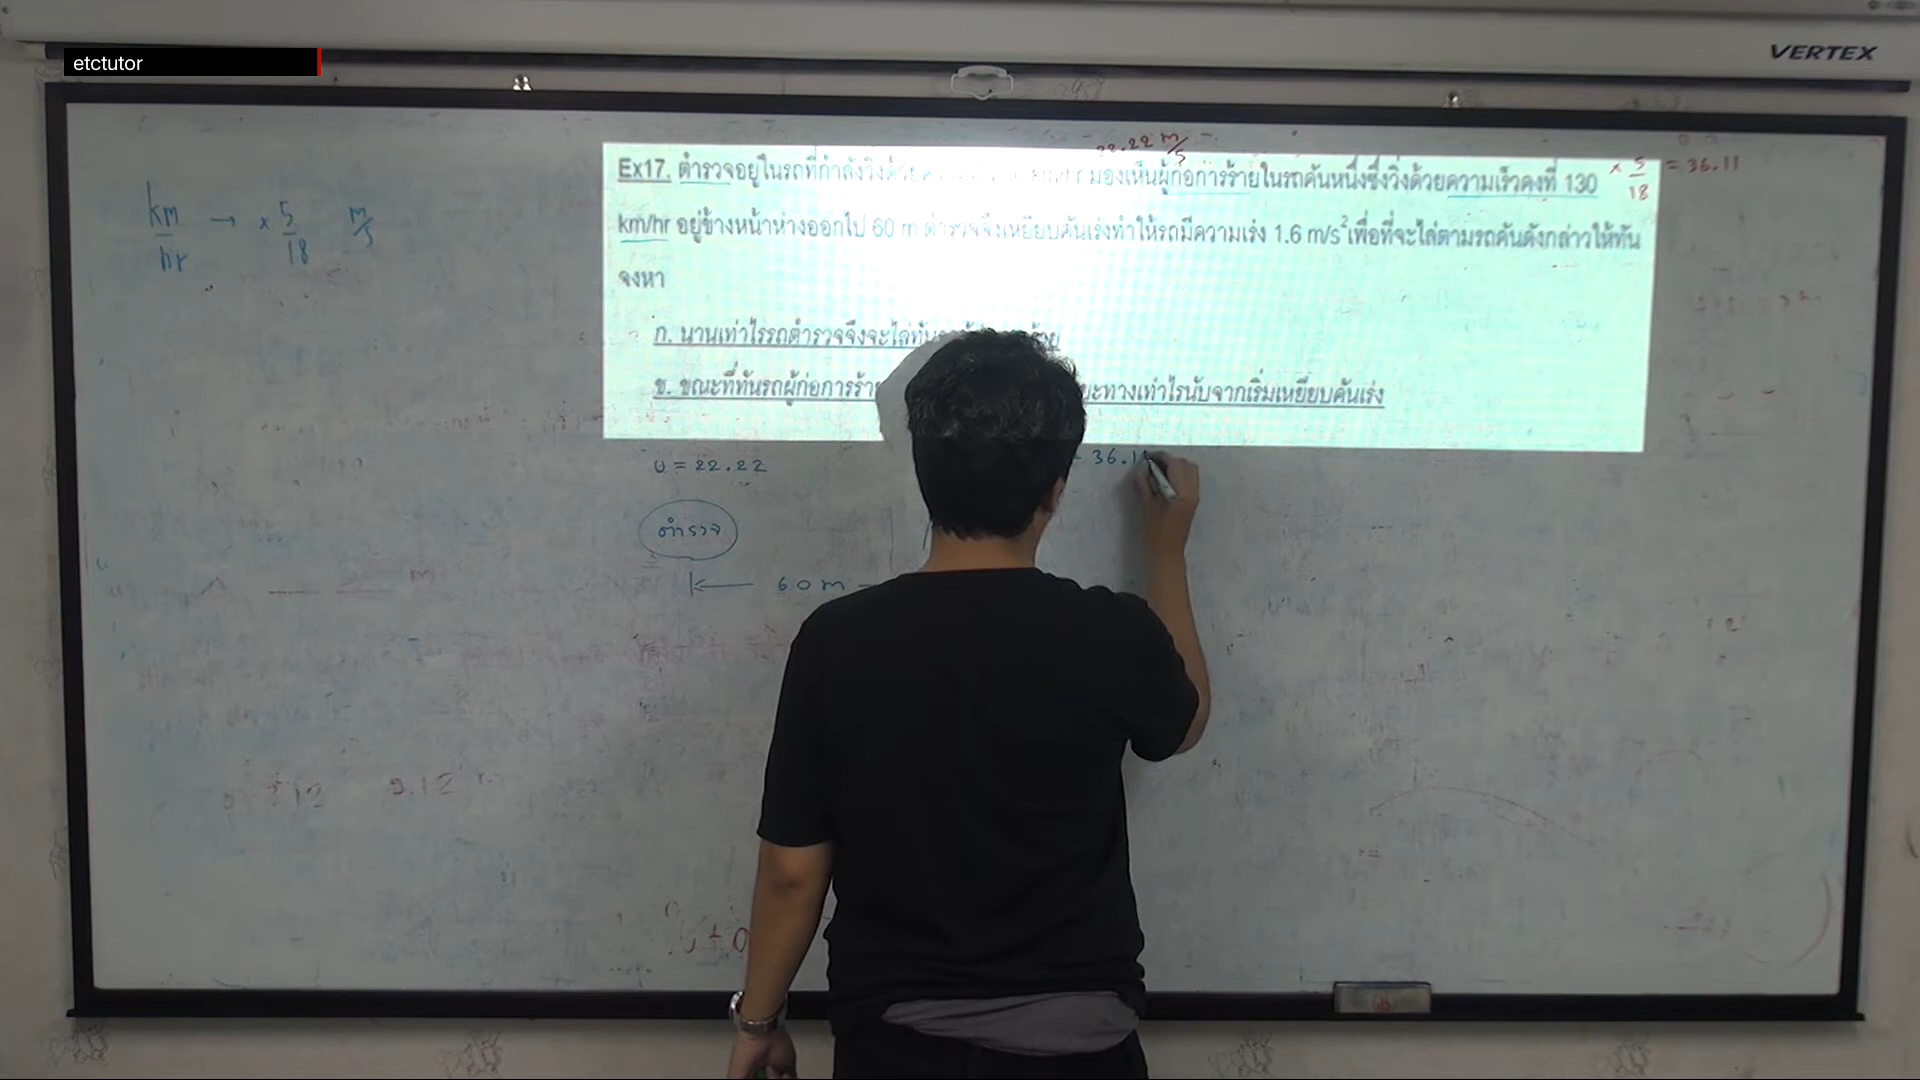 etctutor
VERTEX
22.22 m/s
Ex17. ตำรวจอยู่ในรถที่กำลังวิ่งด้วย km/hr มองเห็นผู้ก่อการร้ายในรถคันหนึ่งซึ่งวิ่งด้วยความเร็วคงที่ 130 × 5/18 = 36.11
km/hr อยู่ข้างหน้าห่างออกไป 60 m ตำรวจจึงเหยียบคันเร่งทำให้รถมีความเร่ง 1.6 m/s² เพื่อที่จะไล่ตามรถคันดังกล่าวให้ทัน
จงหา
ก. นานเท่าไรรถตำรวจจึงจะไล่ทัน
ข. ขณะที่ทันรถผู้ก่อการร้าย ทางเท่าไรนับจากเริ่มเหยียบคันเร่ง
km/hr → × 5/18 m/s
u = 22.22 36.11
ตำรวจ
60 m